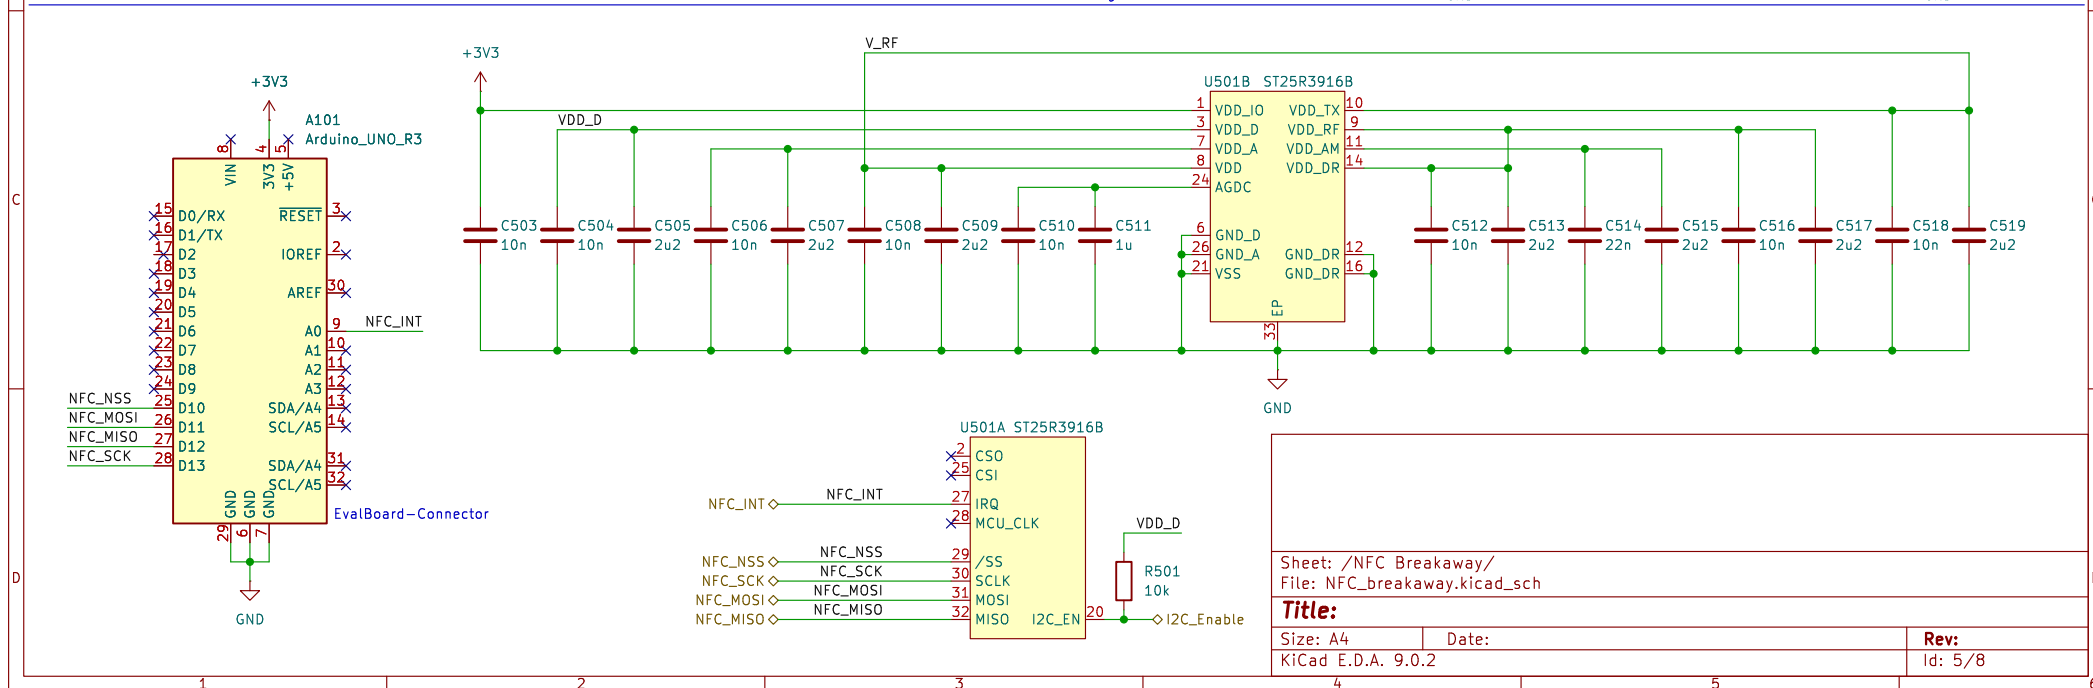 V_RF
+3V3
+3V3
A101
Arduino_UNO_R3
8
4
5
VIN
3V3
+5V
15 D0/RX
16 D1/TX
17 D2
18 D3
19 D4
20 D5
21 D6
22 D7
23 D8
24 D9
NFC_NSS 25 D10
NFC_MOSI 26 D11
NFC_MISO 27 D12
NFC_SCK 28 D13
RESET 3
IOREF 2
AREF 30
A0 9 NFC_INT
A1 10
A2 11
A3 12
SDA/A4 13
SCL/A5 14
SDA/A4 31
SCL/A5 32
GND
GND
GND
29
6
7
EvalBoard-Connector
GND
VDD_D
U501B ST25R3916B
1 VDD_IO
3 VDD_D
7 VDD_A
8 VDD
24 AGDC
6 GND_D
26 GND_A
21 VSS
VDD_TX 10
VDD_RF 9
VDD_AM 11
VDD_DR 14
GND_DR 12
GND_DR 16
EP
33
GND
C503
10n
C504
10n
C505
2u2
C506
10n
C507
2u2
C508
10n
C509
2u2
C510
10n
C511
1u
C512
10n
C513
2u2
C514
22n
C515
2u2
C516
10n
C517
2u2
C518
10n
C519
2u2
U501A ST25R3916B
2 CSO
25 CSI
NFC_INT NFC_INT 27 IRQ
28 MCU_CLK
NFC_NSS NFC_NSS 29 /SS
NFC_SCK NFC_SCK 30 SCLK
NFC_MOSI NFC_MOSI 31 MOSI
NFC_MISO NFC_MISO 32 MISO
I2C_EN 20 I2C_Enable
VDD_D
R501
10k
Sheet: /NFC Breakaway/
File: NFC_breakaway.kicad_sch
Title:
Size: A4 Date: Rev:
KiCad E.D.A. 9.0.2 Id: 5/8
C
D
1 2 3 4 5